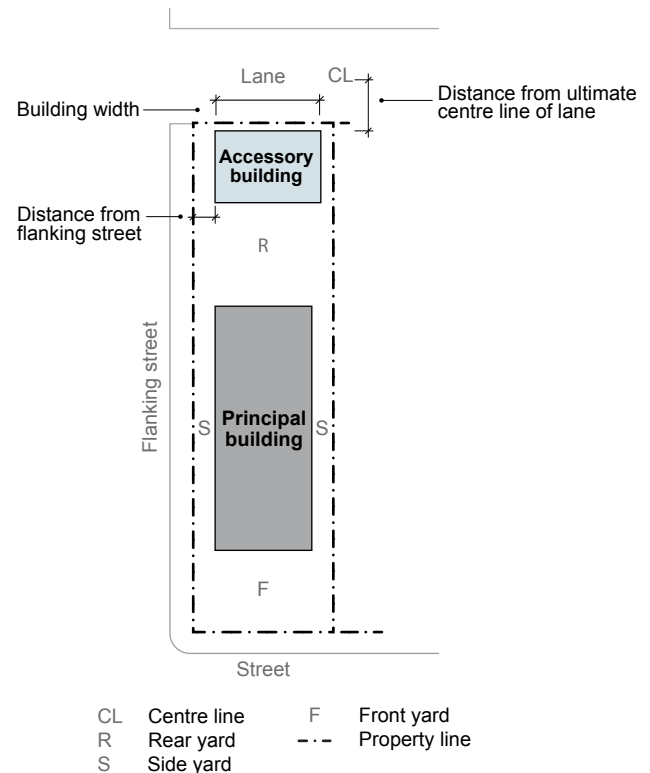 Lane
CL
Building width
Distance from ultimate
centre line of lane
Accessory
building
Distance from
flanking street
R
Flanking street
S
Principal
building
S
F
Street
CL Centre line
F Front yard
R Rear yard
Property line
S Side yard